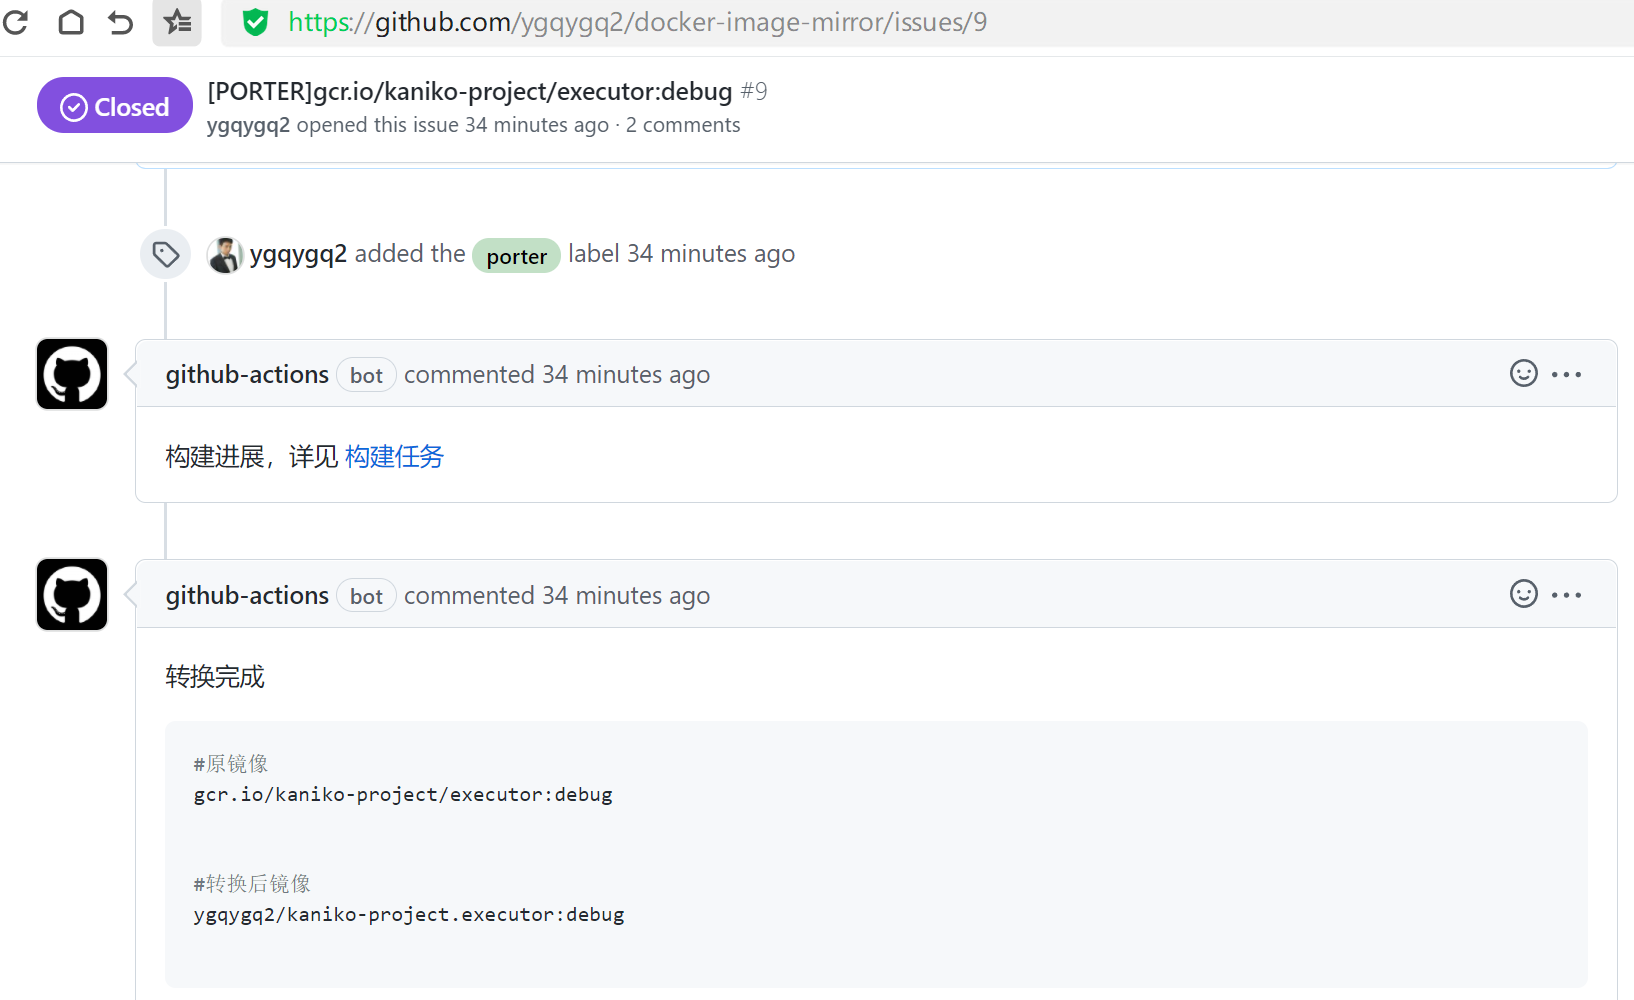 https://github.com/ygqygq2/docker-image-mirror/issues/9
Closed
[PORTER]gcr.io/kaniko-project/executor:debug #9
ygqygq2 opened this issue 34 minutes ago · 2 comments
ygqygq2 added the porter label 34 minutes ago
github-actions bot commented 34 minutes ago
构建进展，详见 构建任务
github-actions bot commented 34 minutes ago
转换完成
#原镜像
gcr.io/kaniko-project/executor:debug
#转换后镜像
ygqygq2/kaniko-project.executor:debug